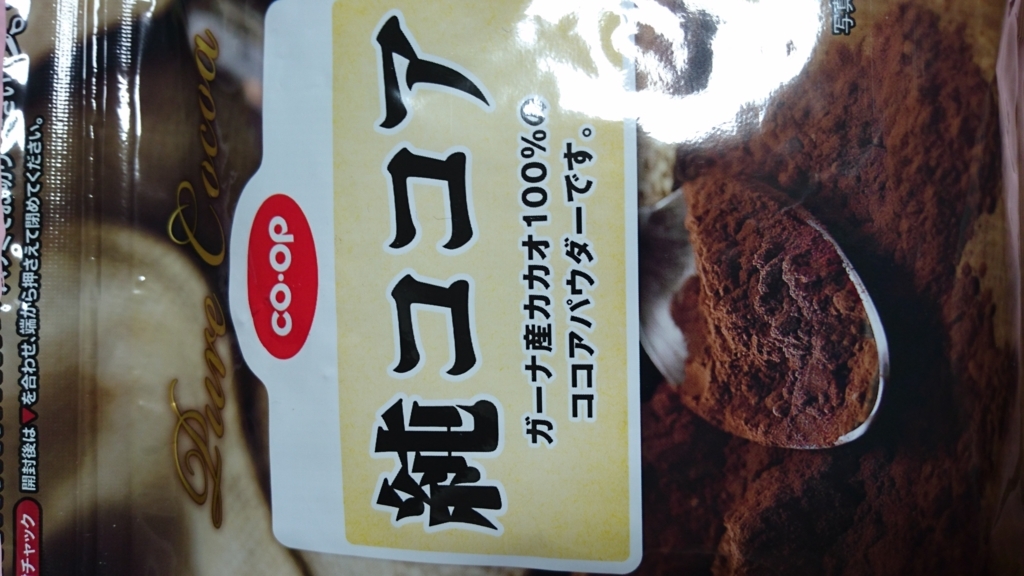 チャック 開封後は▼を合わせ、端から押さえて閉めてください。
Pure Cocoa
co·op
純ココア
ガーナ産カカオ100%の
ココアパウダーです。
写真